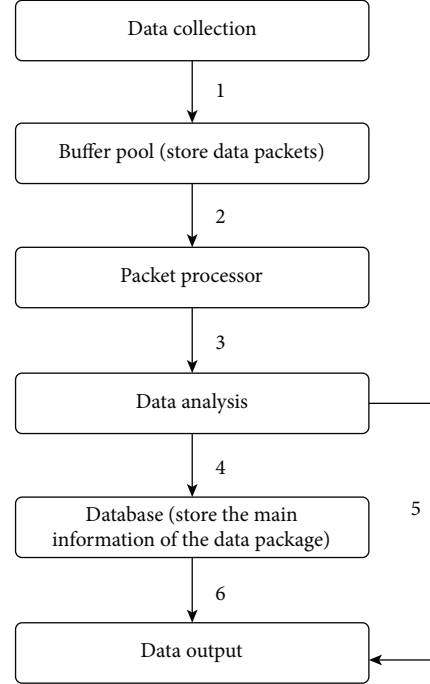 Data collection
1
Buffer pool (store data packets)
2
Packet processor
3
Data analysis
4
5
Database (store the main
information of the data package)
6
Data output